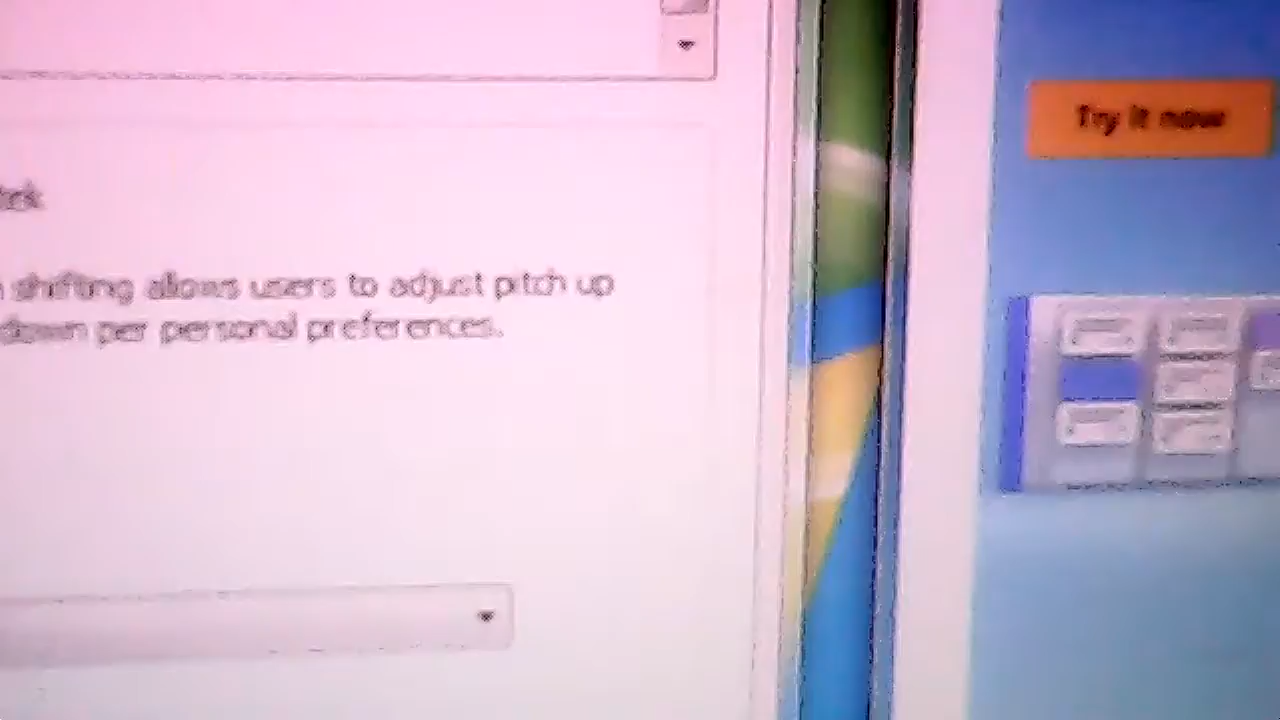 shifting allows users to adjust pitch up
down per personal preferences.
Try it now